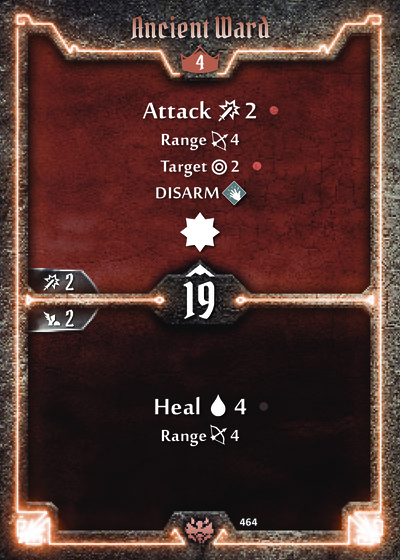 Ancient Ward
4
Attack 2
Range 4
Target 2
DISARM
2
19
2
Heal 4
Range 4
464